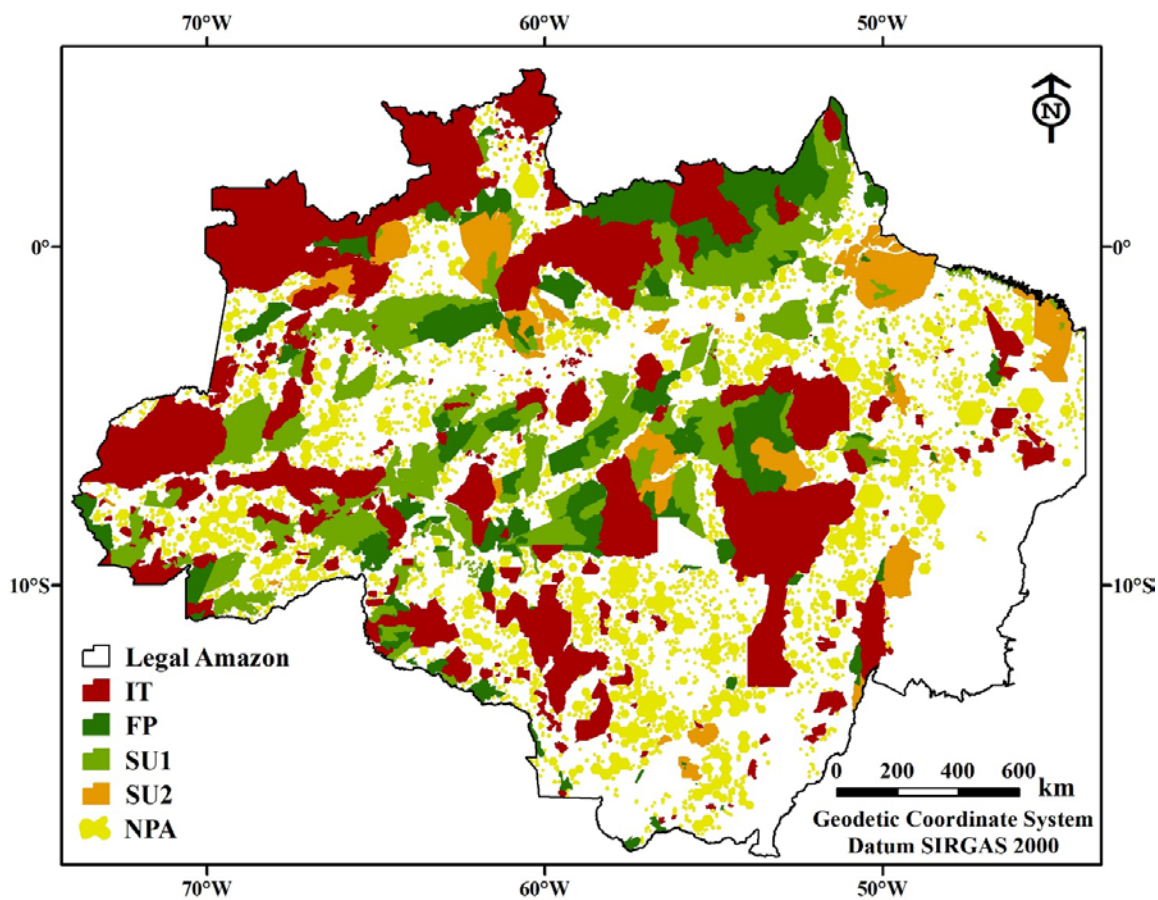 70°W 60°W 50°W
N
0° 0°
10°S 10°S
Legal Amazon
IT
FP
SU1
SU2
NPA
0 200 400 600
km
Geodetic Coordinate System
Datum SIRGAS 2000
70°W 60°W 50°W